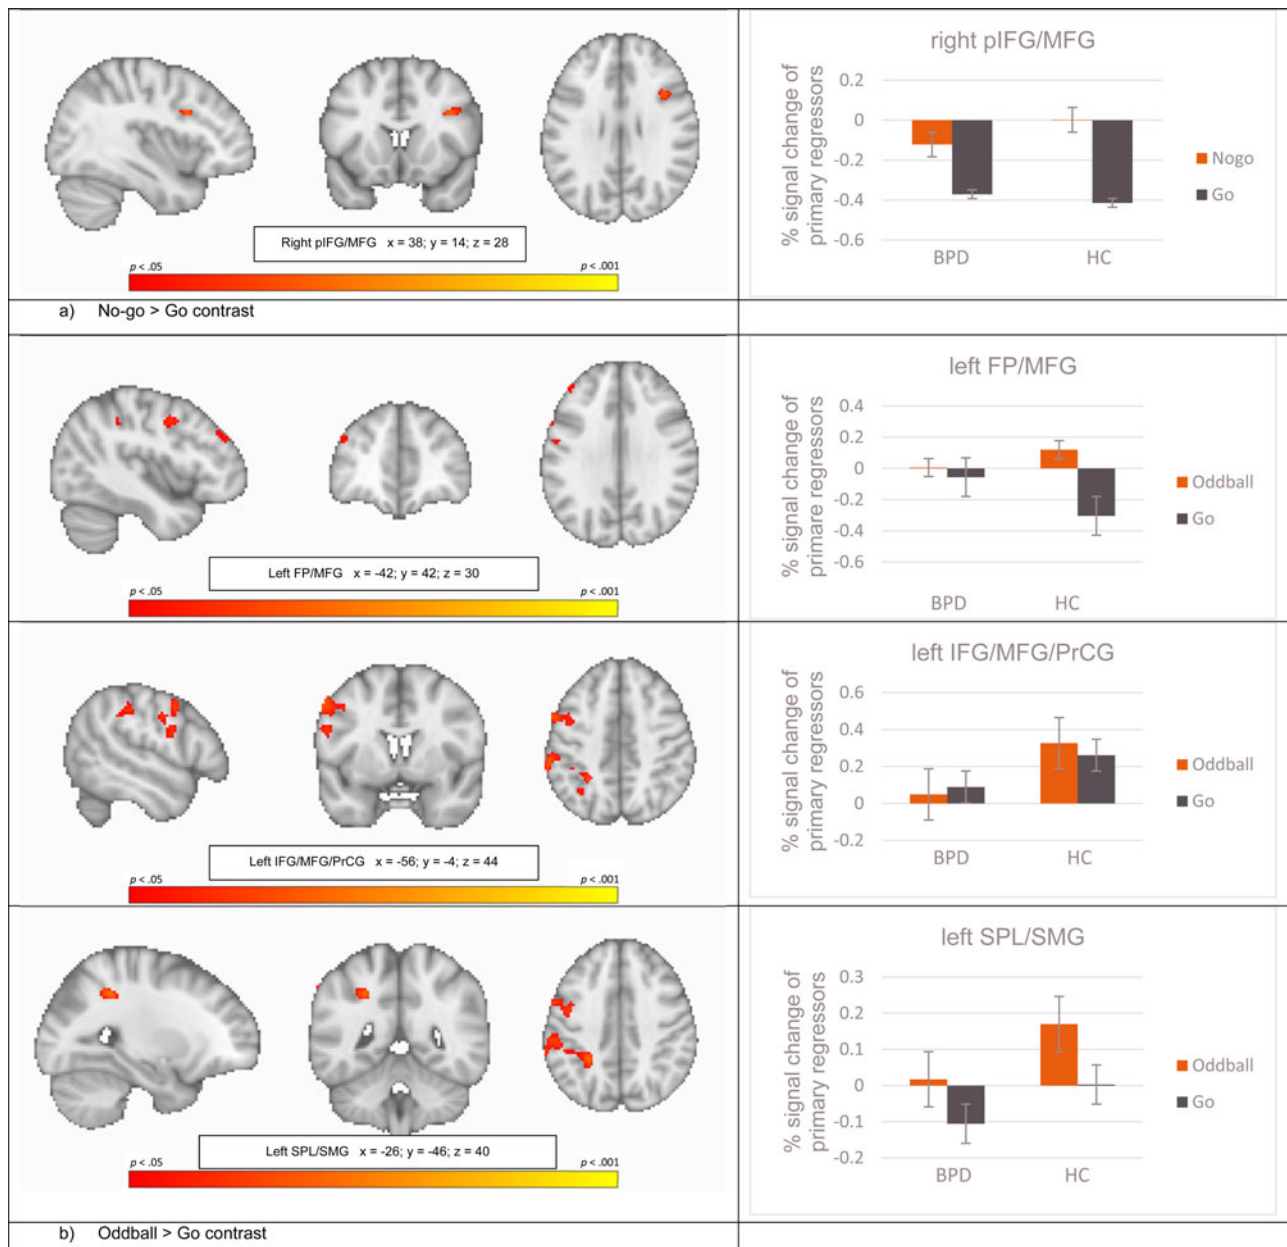 right pIFG/MFG
% signal change of
primary regressors
0.2
0
-0.2
-0.4
-0.6
BPD HC
Nogo
Go
Right pIFG/MFG x = 38; y = 14; z = 28
p < .05 p < .001
a) No-go > Go contrast
left FP/MFG
% signal change of
primare regressors
0.4
0.2
0
-0.2
-0.4
-0.6
BPD HC
Oddball
Go
Left FP/MFG x = -42; y = 42; z = 30
p < .05 p < .001
left IFG/MFG/PrCG
% signal change of
primary regressors
0.6
0.4
0.2
0
-0.2
BPD HC
Oddball
Go
Left IFG/MFG/PrCG x = -56; y = -4; z = 44
p < .05 p < .001
left SPL/SMG
% signal change of
primary regressors
0.3
0.2
0.1
0
-0.1
-0.2
BPD HC
Oddball
Go
Left SPL/SMG x = -26; y = -46; z = 40
p < .05 p < .001
b) Oddball > Go contrast